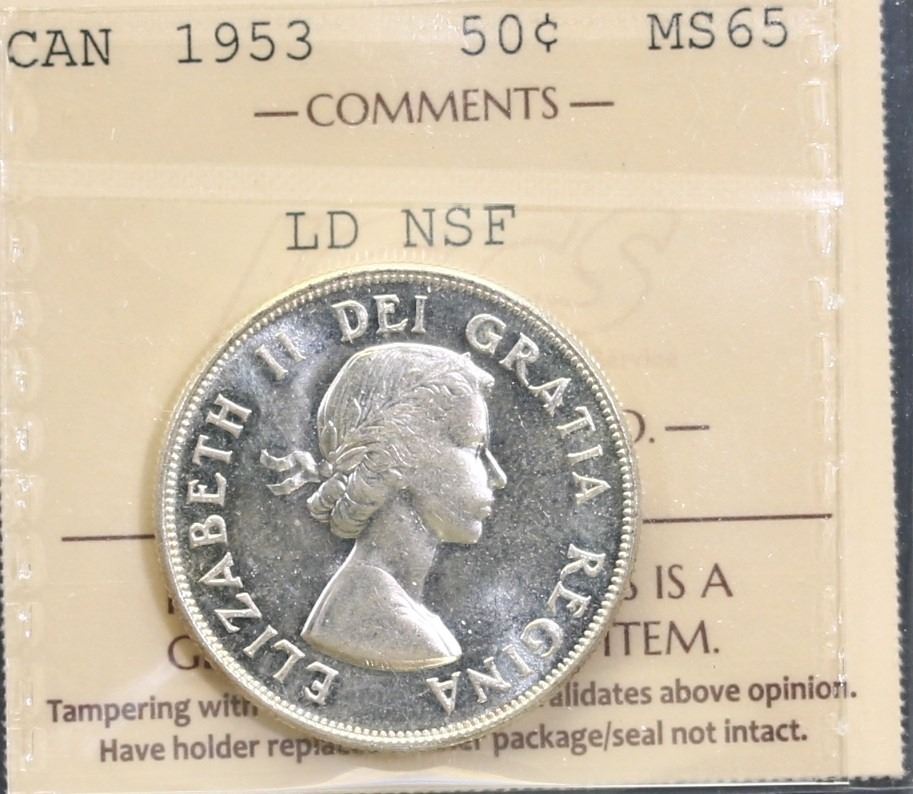 CAN 1953 50¢ MS65
— COMMENTS —
LD NSF
ELIZABETH II DEI GRATIA REGINA
D. —
S IS A
G ITEM.
Tampering with alidates above opinion.
Have holder repla package/seal not intact.